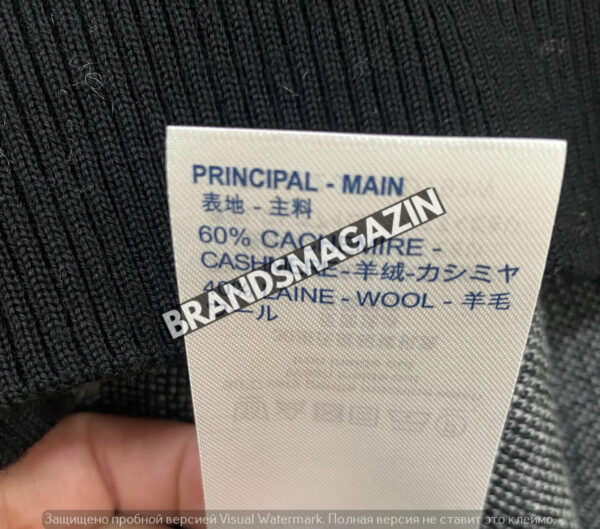 PRINCIPAL - MAIN
表地 - 主料
60% CACHEMIRE -
CASHMERE-羊绒-カシミヤ
LAINE - WOOL - 羊毛
ール
BRANDSMAGAZIN
Защищено пробной версией Visual Watermark. Полная версия не ставит это клеймо.